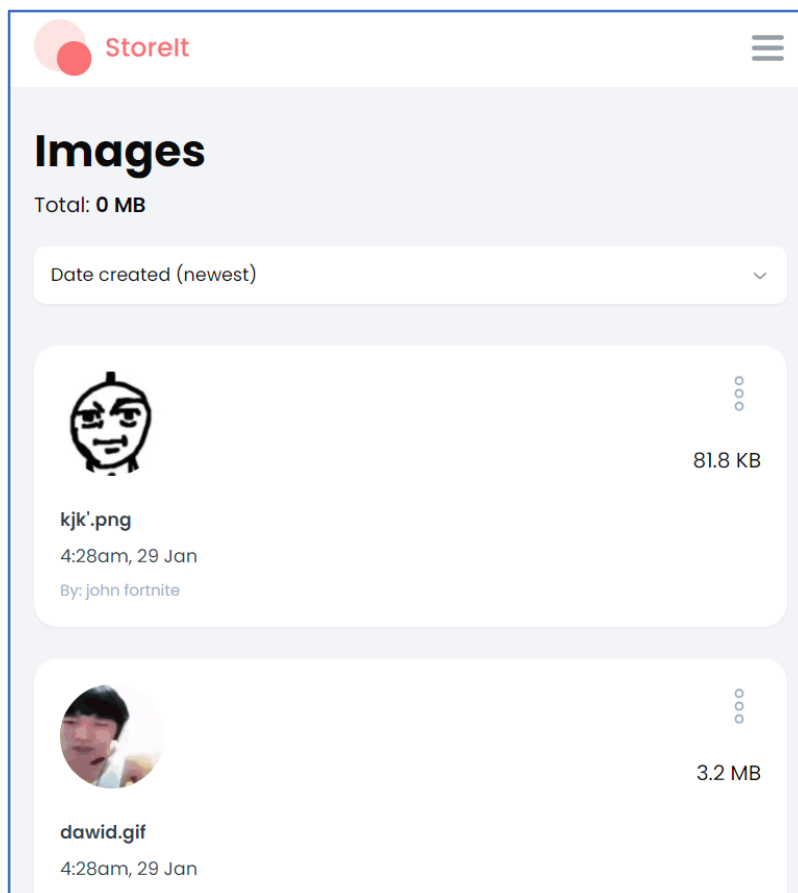 StoreIt
Images
Total: 0 MB
Date created (newest)
81.8 KB
kjk'.png
4:28am, 29 Jan
By: john fortnite
3.2 MB
dawid.gif
4:28am, 29 Jan